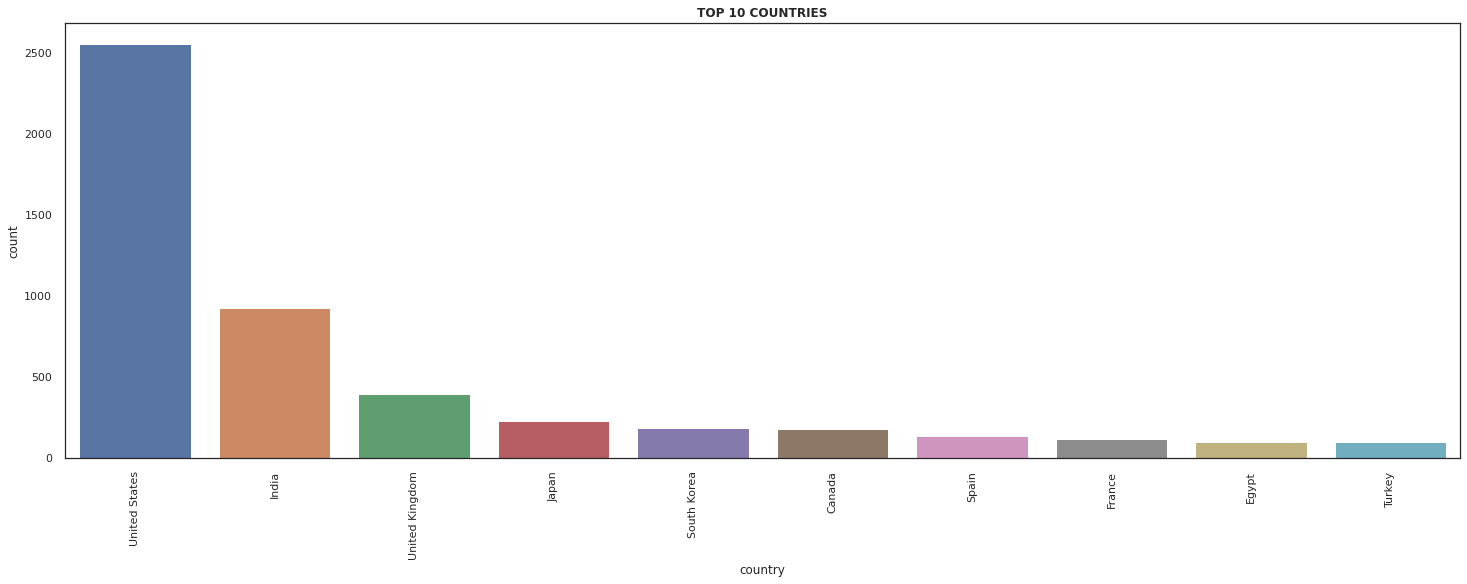 TOP 10 COUNTRIES
count
2500
2000
1500
1000
500
0
United States
India
United Kingdom
Japan
South Korea
Canada
Spain
France
Egypt
Turkey
country